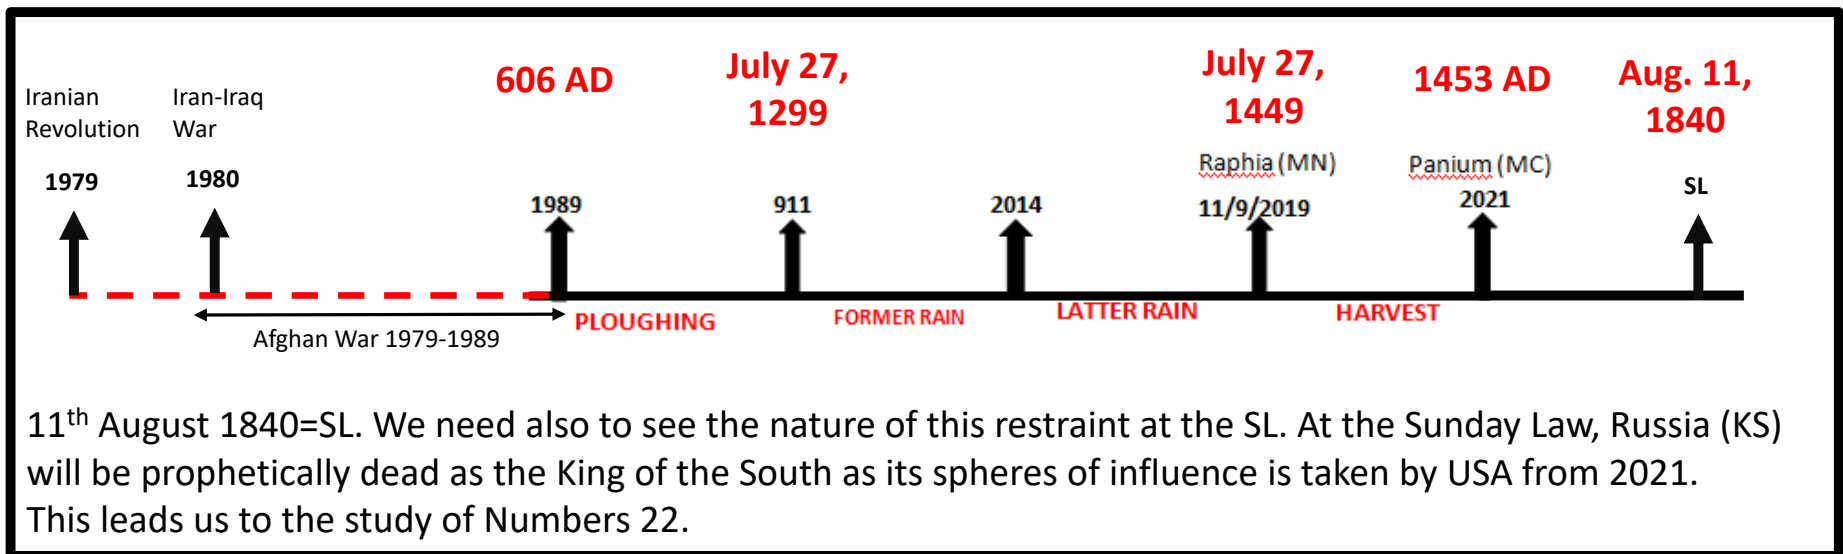 606 AD
July 27,
1299
July 27,
1449
1453 AD
Aug. 11,
1840
Iranian
Revolution
Iran-Iraq
War
Raphia (MN)
Panium (MC)
1979
1980
1989
911
2014
11/9/2019
2021
SL
PLOUGHING
FORMER RAIN
LATTER RAIN
HARVEST
Afghan War 1979-1989
11th August 1840=SL. We need also to see the nature of this restraint at the SL. At the Sunday Law, Russia (KS)
will be prophetically dead as the King of the South as its spheres of influence is taken by USA from 2021.
This leads us to the study of Numbers 22.